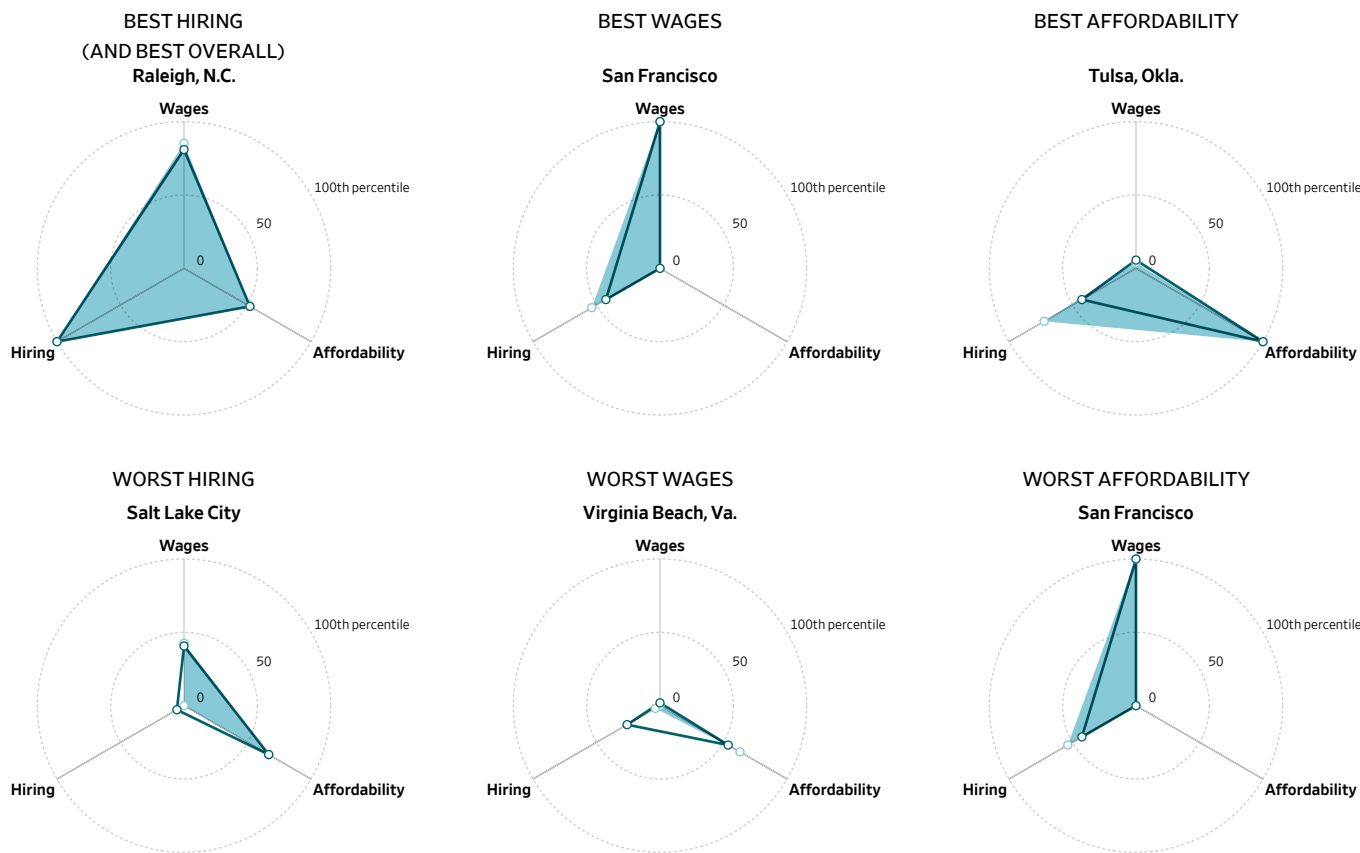 BEST HIRING
(AND BEST OVERALL)
Raleigh, N.C.
Wages
100th percentile
50
0
Hiring
Affordability
BEST WAGES
San Francisco
Wages
100th percentile
50
0
Hiring
Affordability
BEST AFFORDABILITY
Tulsa, Okla.
Wages
100th percentile
50
0
Hiring
Affordability
WORST HIRING
Salt Lake City
Wages
100th percentile
50
0
Hiring
Affordability
WORST WAGES
Virginia Beach, Va.
Wages
100th percentile
50
0
Hiring
Affordability
WORST AFFORDABILITY
San Francisco
Wages
100th percentile
50
0
Hiring
Affordability